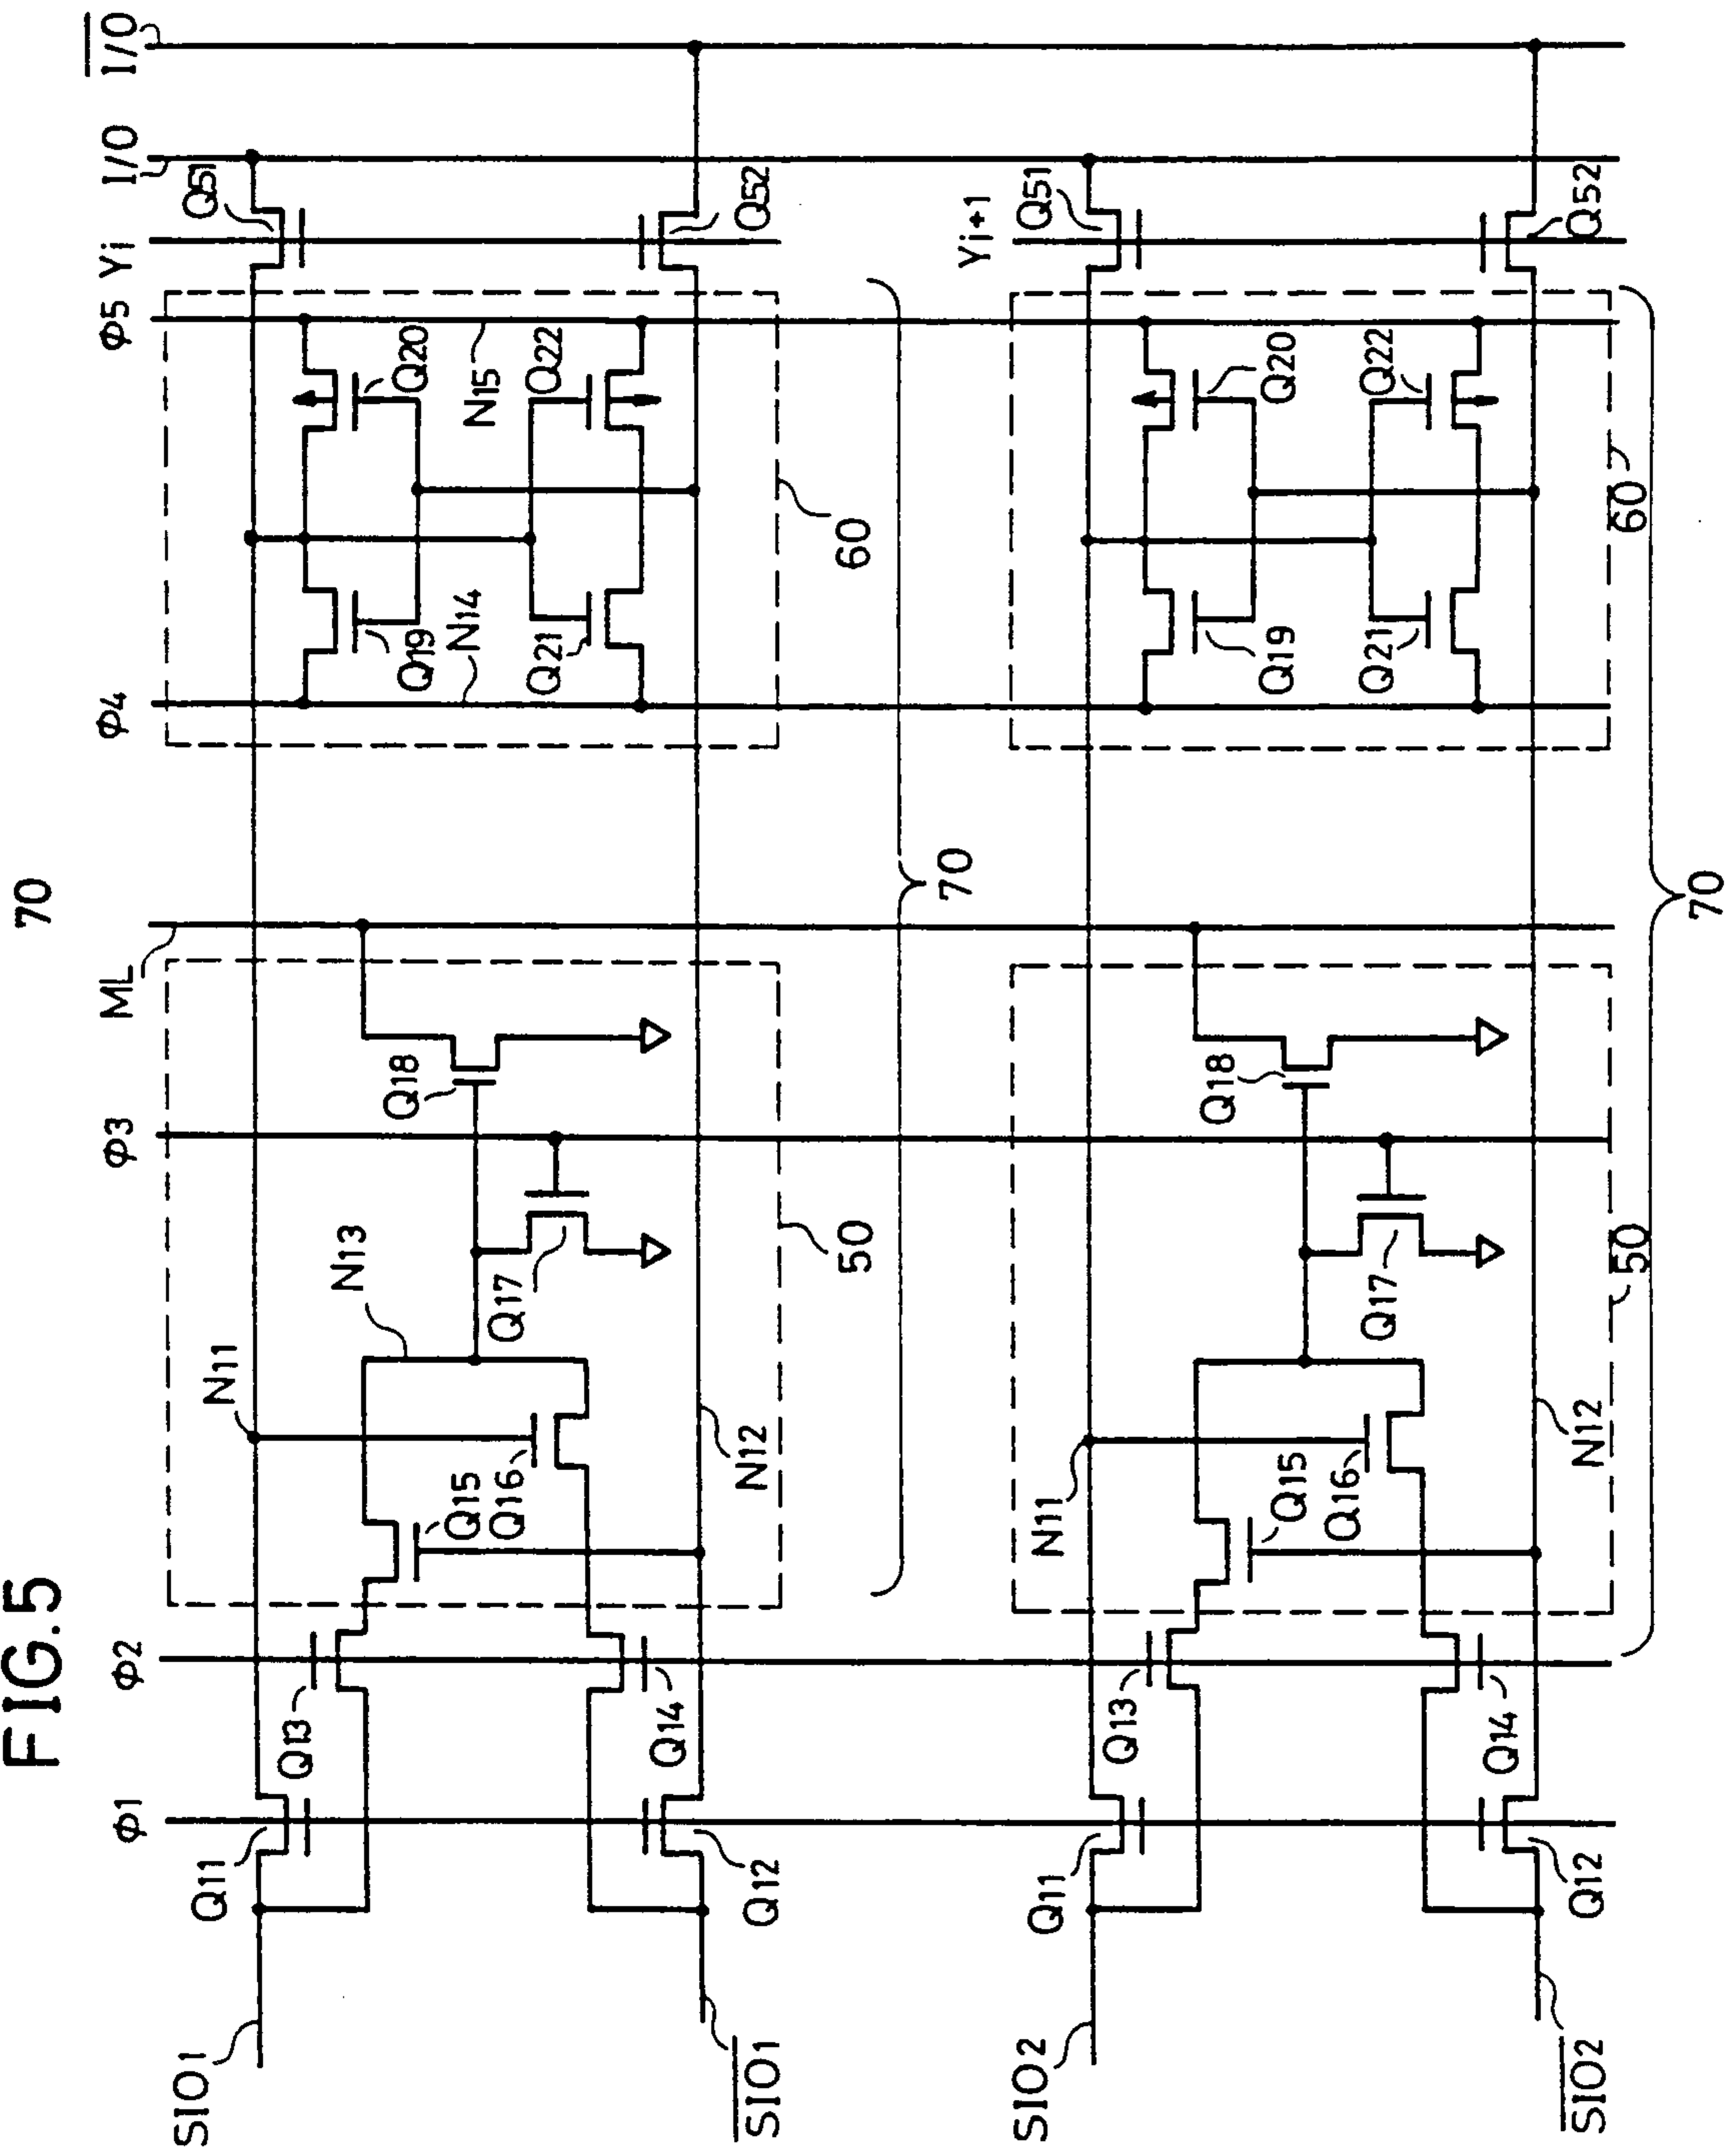 FIG.5
70
Φ1
Φ2
Φ3
ML
Φ4
Φ5
Yi
I/O
I/O
SIO1
Q11
Q13
N11
N13
Q15
Q16
Q17
Q18
N12
Q14
Q12
SIO1
50
70
Q19
N14
Q21
Q20
N15
Q22
60
Q51
Q52
SIO2
Q11
Q13
N11
Q15
Q16
Q17
Q18
N12
Q14
Q12
SIO2
50
70
Q19
Q21
Q20
Q22
60
Yi+1
Q51
Q52